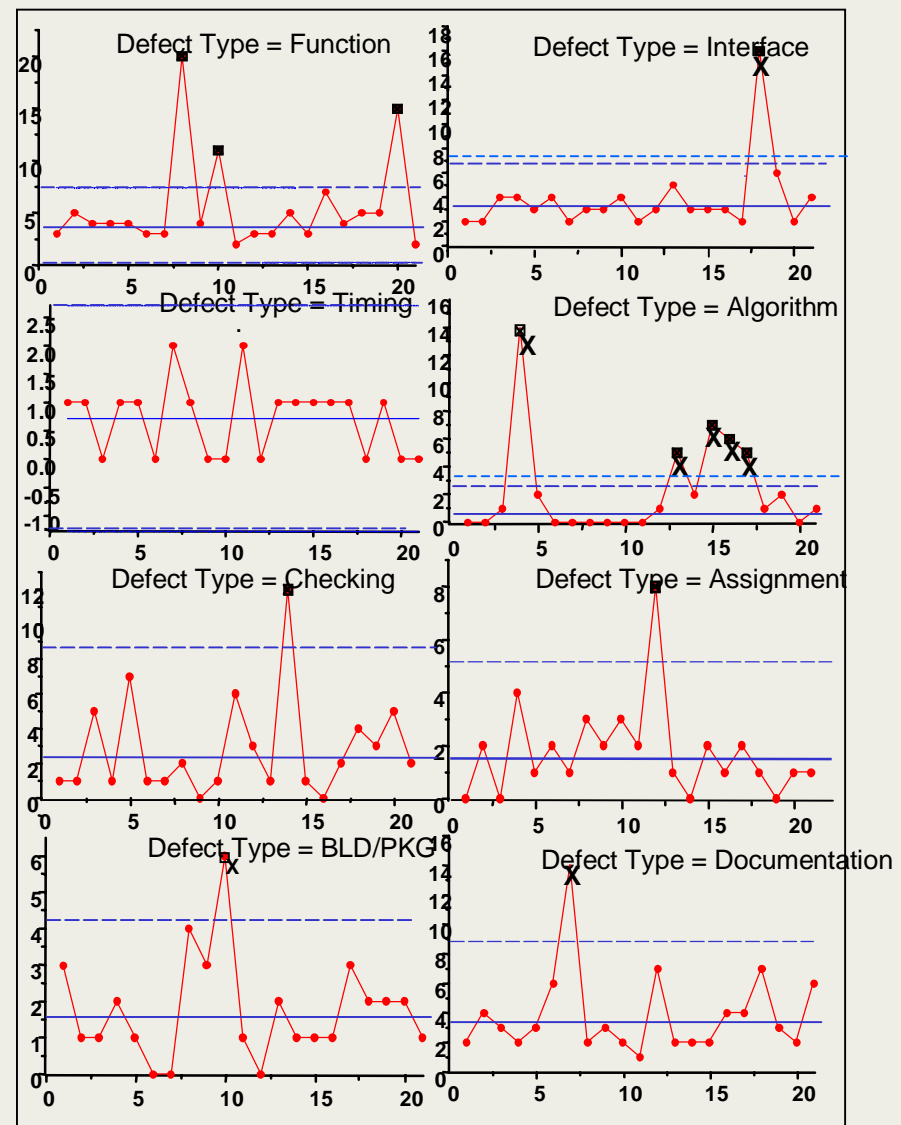 Defect Type = Function
20
15
10
5
0
0 5 10 15 20
Defect Type = Interface
18
16
14
12
10
8
6
4
2
0
0 5 10 15 20
X
Defect Type = Timing
2.5
2.0
1.5
1.0
0.5
0.0
-0.5
-1.0
0 5 10 15 20
Defect Type = Algorithm
16
14
12
10
8
6
4
2
0
0 5 10 15 20
X
X
X
X
X
Defect Type = Checking
12
10
8
6
4
2
0
0 5 10 15 20
Defect Type = Assignment
8
6
4
2
0
0 5 10 15 20
Defect Type = BLD/PKG
6
5
4
3
2
1
0
0 5 10 15 20
X
Defect Type = Documentation
16
14
12
10
8
6
4
2
0
0 5 10 15 20
X